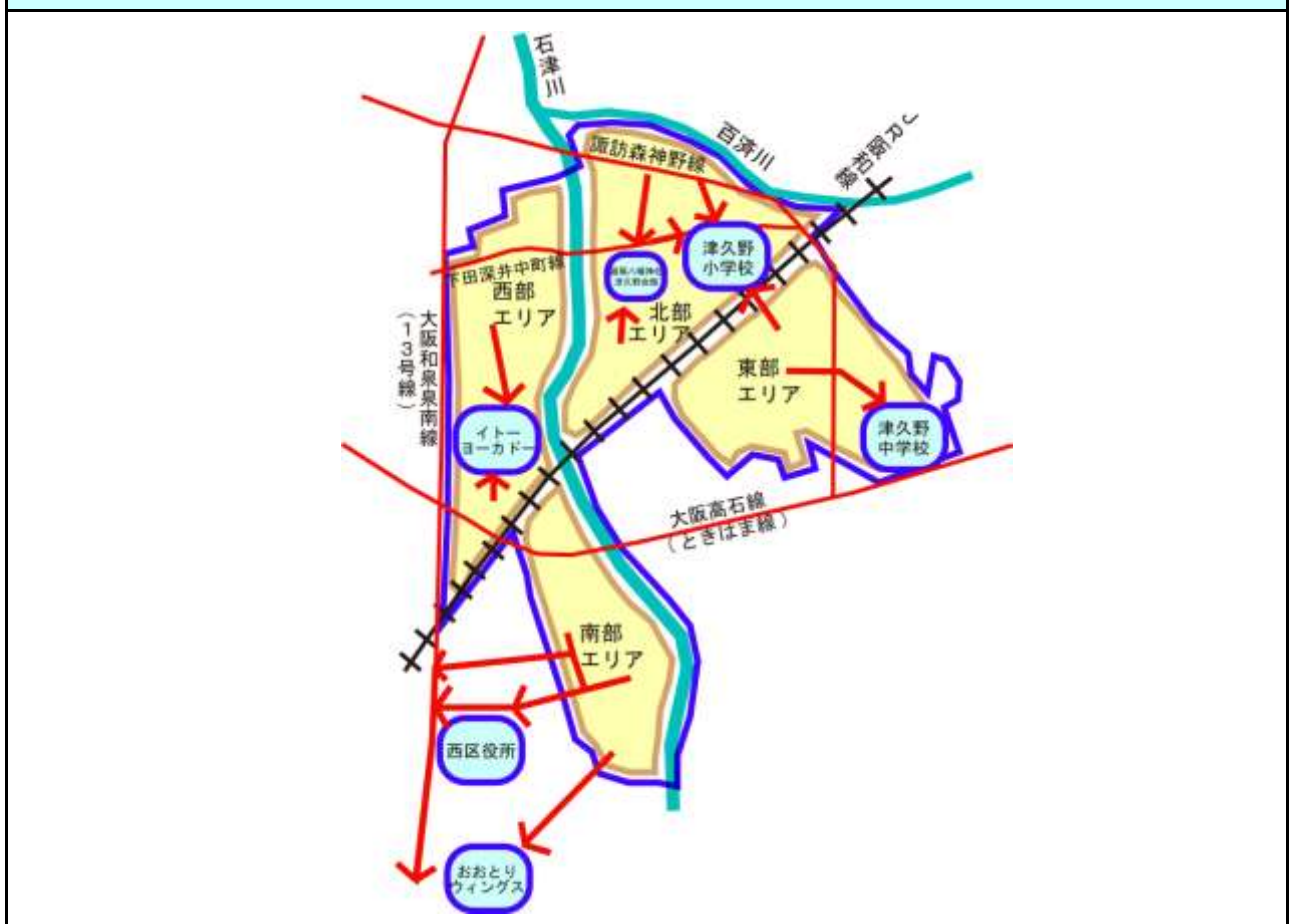 石津川
百済川
JR阪和線
諏訪森神野線
津久野
小学校
津久野会館
下田深井中町線
西部
エリア
北部
エリア
大阪和泉泉南線
（13号線）
東部
エリア
イトー
ヨーカドー
津久野
中学校
大阪高石線
（ときはま線）
南部
エリア
西区役所
おおとり
ウィングス